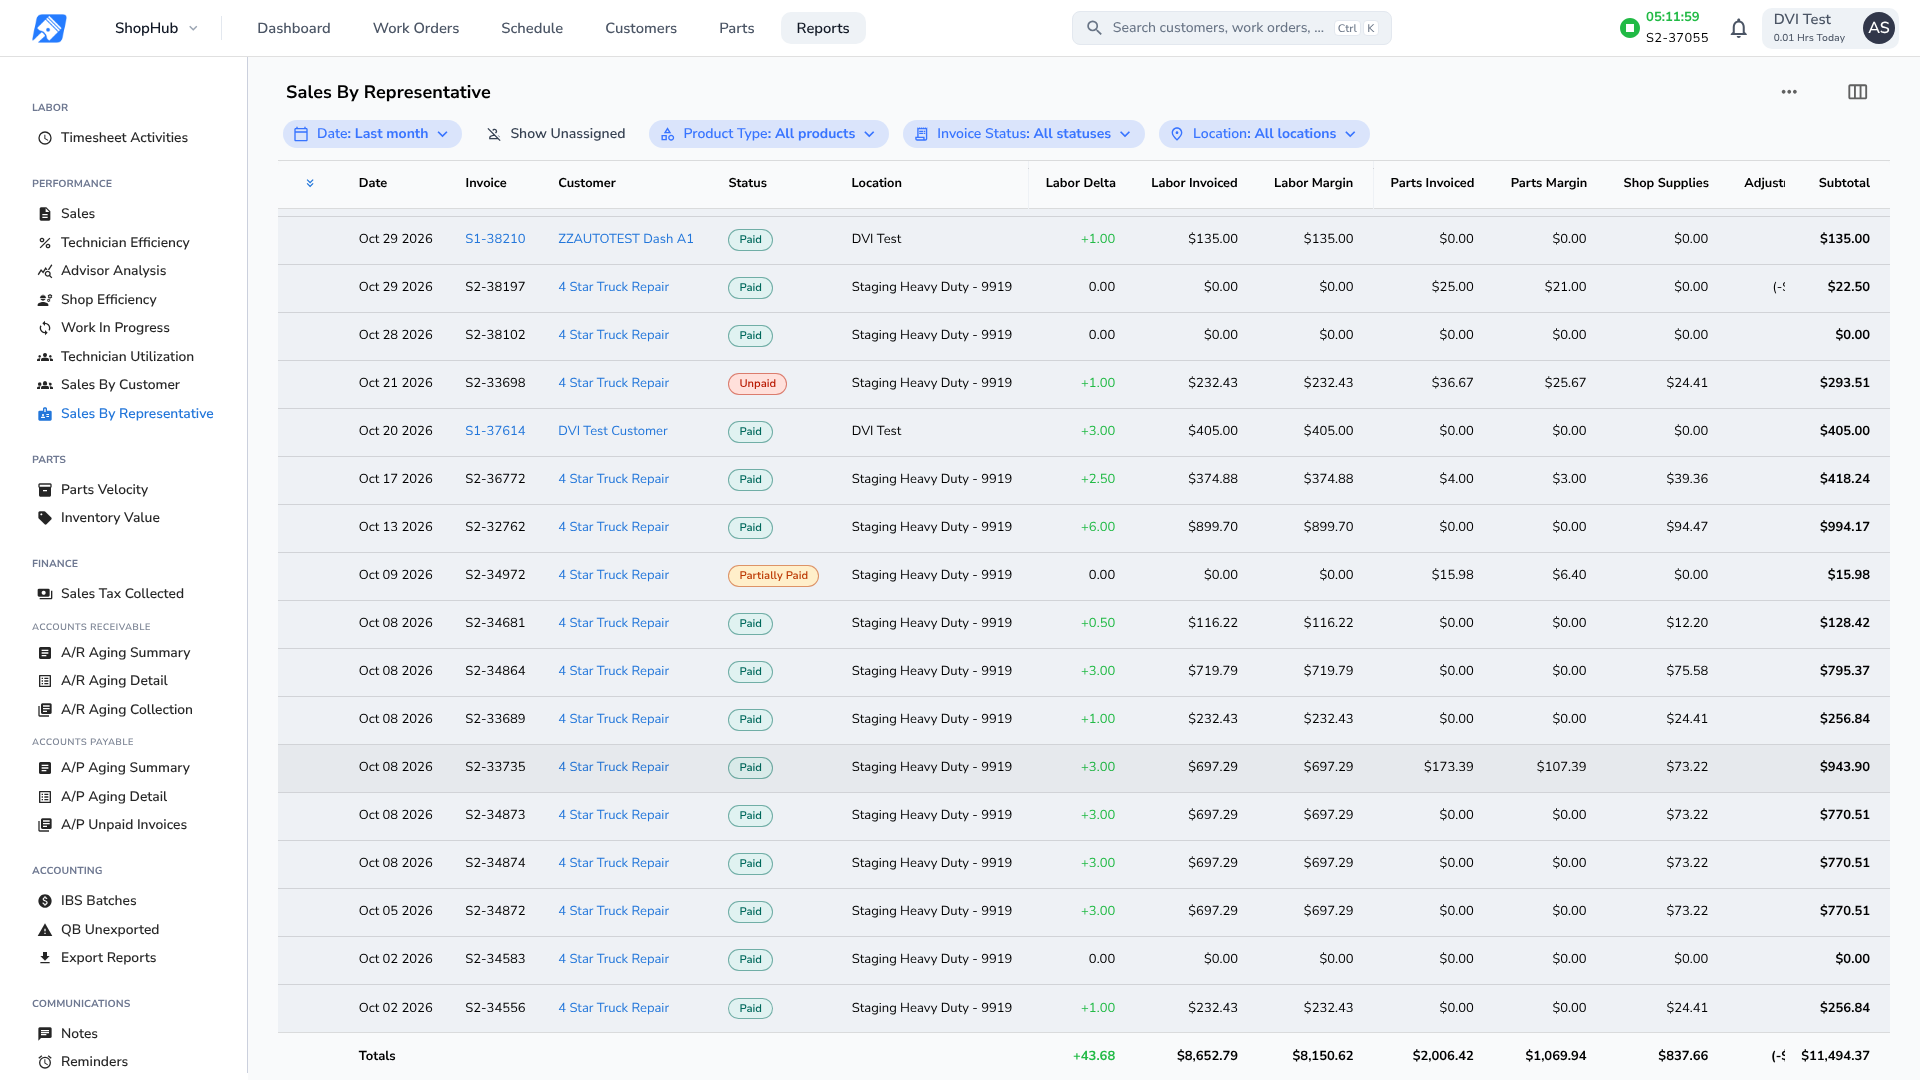 ShopHub
Dashboard
Work Orders
Schedule
Customers
Parts
Reports
Search customers, work orders, ...
Ctrl
K
05:11:59
S2-37055
DVI Test
0.01 Hrs Today
AS
LABOR
Timesheet Activities
PERFORMANCE
Sales
Technician Efficiency
Advisor Analysis
Shop Efficiency
Work In Progress
Technician Utilization
Sales By Customer
Sales By Representative
PARTS
Parts Velocity
Inventory Value
FINANCE
Sales Tax Collected
ACCOUNTS RECEIVABLE
A/R Aging Summary
A/R Aging Detail
A/R Aging Collection
ACCOUNTS PAYABLE
A/P Aging Summary
A/P Aging Detail
A/P Unpaid Invoices
ACCOUNTING
IBS Batches
QB Unexported
Export Reports
COMMUNICATIONS
Notes
Reminders
Sales By Representative
Date: Last month
Show Unassigned
Product Type: All products
Invoice Status: All statuses
Location: All locations
Date Invoice Customer Status Location Labor Delta Labor Invoiced Labor Margin Parts Invoiced Parts Margin Shop Supplies Adjust Subtotal
Oct 29 2026 S1-38210 ZZAUTOTEST Dash A1 Paid DVI Test +1.00 $135.00 $135.00 $0.00 $0.00 $0.00 $135.00
Oct 29 2026 S2-38197 4 Star Truck Repair Paid Staging Heavy Duty - 9919 0.00 $0.00 $0.00 $25.00 $21.00 $0.00 (-$ $22.50
Oct 28 2026 S2-38102 4 Star Truck Repair Paid Staging Heavy Duty - 9919 0.00 $0.00 $0.00 $0.00 $0.00 $0.00 $0.00
Oct 21 2026 S2-33698 4 Star Truck Repair Unpaid Staging Heavy Duty - 9919 +1.00 $232.43 $232.43 $36.67 $25.67 $24.41 $293.51
Oct 20 2026 S1-37614 DVI Test Customer Paid DVI Test +3.00 $405.00 $405.00 $0.00 $0.00 $0.00 $405.00
Oct 17 2026 S2-36772 4 Star Truck Repair Paid Staging Heavy Duty - 9919 +2.50 $374.88 $374.88 $4.00 $3.00 $39.36 $418.24
Oct 13 2026 S2-32762 4 Star Truck Repair Paid Staging Heavy Duty - 9919 +6.00 $899.70 $899.70 $0.00 $0.00 $94.47 $994.17
Oct 09 2026 S2-34972 4 Star Truck Repair Partially Paid Staging Heavy Duty - 9919 0.00 $0.00 $0.00 $15.98 $6.40 $0.00 $15.98
Oct 08 2026 S2-34681 4 Star Truck Repair Paid Staging Heavy Duty - 9919 +0.50 $116.22 $116.22 $0.00 $0.00 $12.20 $128.42
Oct 08 2026 S2-34864 4 Star Truck Repair Paid Staging Heavy Duty - 9919 +3.00 $719.79 $719.79 $0.00 $0.00 $75.58 $795.37
Oct 08 2026 S2-33689 4 Star Truck Repair Paid Staging Heavy Duty - 9919 +1.00 $232.43 $232.43 $0.00 $0.00 $24.41 $256.84
Oct 08 2026 S2-33735 4 Star Truck Repair Paid Staging Heavy Duty - 9919 +3.00 $697.29 $697.29 $173.39 $107.39 $73.22 $943.90
Oct 08 2026 S2-34873 4 Star Truck Repair Paid Staging Heavy Duty - 9919 +3.00 $697.29 $697.29 $0.00 $0.00 $73.22 $770.51
Oct 08 2026 S2-34874 4 Star Truck Repair Paid Staging Heavy Duty - 9919 +3.00 $697.29 $697.29 $0.00 $0.00 $73.22 $770.51
Oct 05 2026 S2-34872 4 Star Truck Repair Paid Staging Heavy Duty - 9919 +3.00 $697.29 $697.29 $0.00 $0.00 $73.22 $770.51
Oct 02 2026 S2-34583 4 Star Truck Repair Paid Staging Heavy Duty - 9919 0.00 $0.00 $0.00 $0.00 $0.00 $0.00 $0.00
Oct 02 2026 S2-34556 4 Star Truck Repair Paid Staging Heavy Duty - 9919 +1.00 $232.43 $232.43 $0.00 $0.00 $24.41 $256.84
Totals +43.68 $8,652.79 $8,150.62 $2,006.42 $1,069.94 $837.66 (-$ $11,494.37